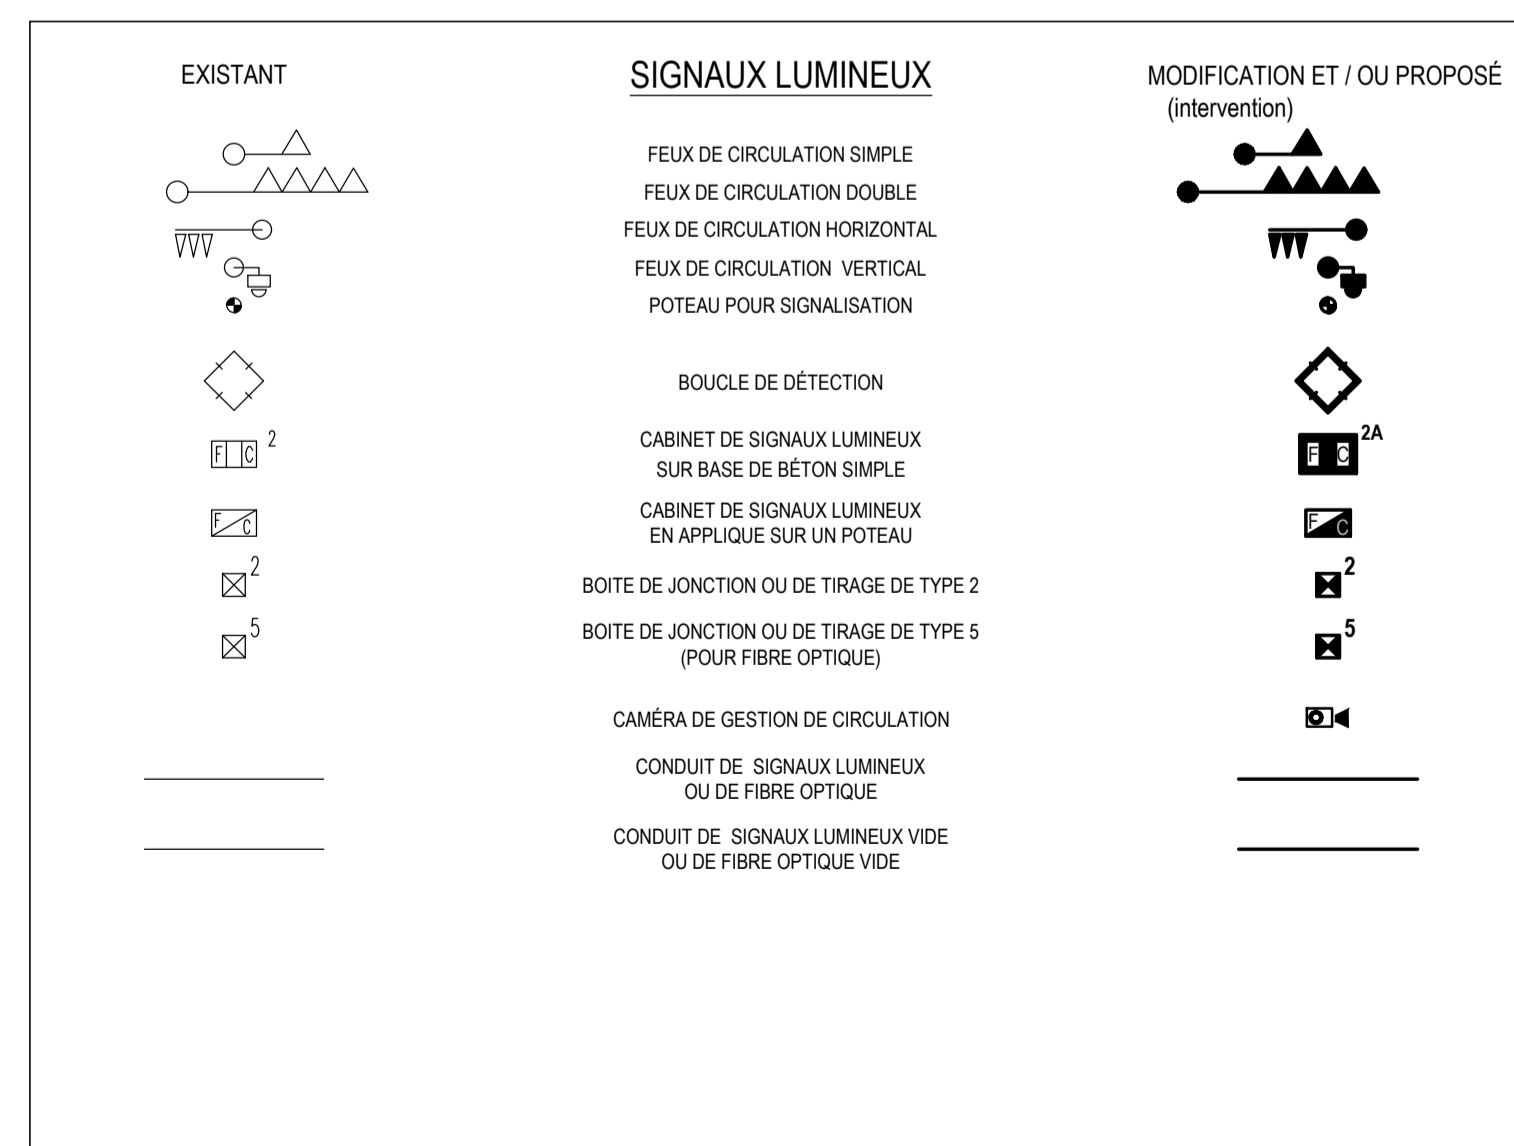 EXISTANT
SIGNAUX LUMINEUX
MODIFICATION ET / OU PROPOSÉ
(intervention)
FEUX DE CIRCULATION SIMPLE
FEUX DE CIRCULATION DOUBLE
FEUX DE CIRCULATION HORIZONTAL
FEUX DE CIRCULATION VERTICAL
POTEAU POUR SIGNALISATION
BOUCLE DE DÉTECTION
F C 2
CABINET DE SIGNAUX LUMINEUX
SUR BASE DE BÉTON SIMPLE
F C 2A
F C
CABINET DE SIGNAUX LUMINEUX
EN APPLIQUE SUR UN POTEAU
F C
2
BOITE DE JONCTION OU DE TIRAGE DE TYPE 2
2
5
BOITE DE JONCTION OU DE TIRAGE DE TYPE 5
(POUR FIBRE OPTIQUE)
5
CAMÉRA DE GESTION DE CIRCULATION
CONDUIT DE SIGNAUX LUMINEUX
OU DE FIBRE OPTIQUE
CONDUIT DE SIGNAUX LUMINEUX VIDE
OU DE FIBRE OPTIQUE VIDE